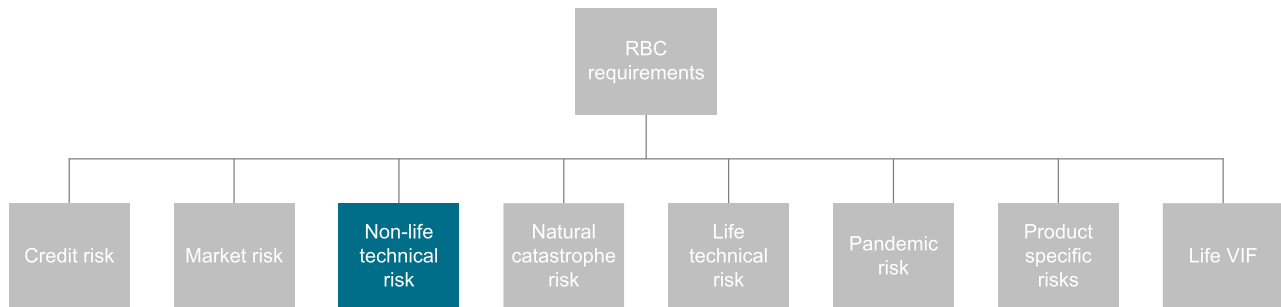 RBC
requirements
Credit risk
Market risk
Non-life
technical
risk
Natural
catastrophe
risk
Life
technical
risk
Pandemic
risk
Product
specific
risks
Life VIF